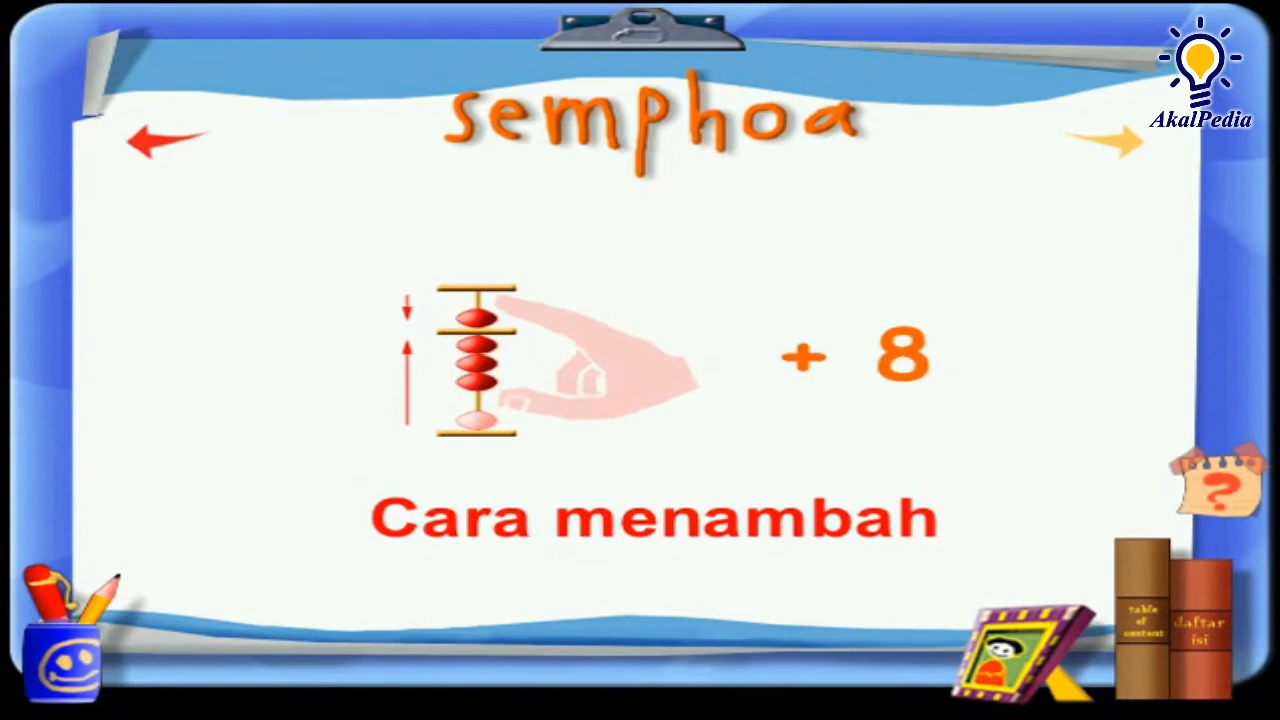 AkalPedia
semphoa
+ 8
Cara menambah
?
table
of
content
daftar
isi